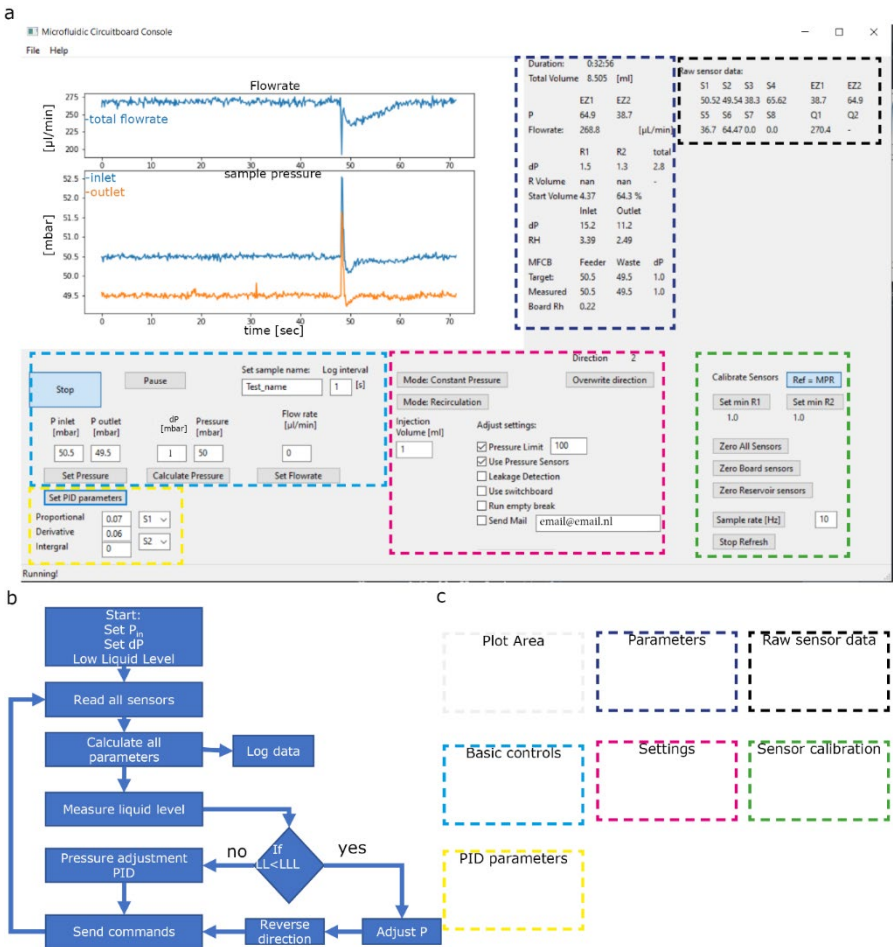 a
Microfluidic Circuitboard Console
File Help
Flowrate
[µl/min]
275
250
225
200
-total flowrate
0 10 20 30 40 50 60 70
sample pressure
[mbar]
52.5
52.0
51.5
51.0
50.5
50.0
49.5
-inlet
-outlet
0 10 20 30 40 50 60 70
time [sec]
Duration: 0:32:56
Total Volume 8.505 [ml]
EZ1 EZ2
P 64.9 38.7
Flowrate: 268.8 [µL/min]
R1 R2 total
dP 1.5 1.3 2.8
R Volume nan nan -
Start Volume 4.37 64.3 %
Inlet Outlet
dP 15.2 11.2
RH 3.39 2.49
MFCB Feeder Waste dP
Target: 50.5 49.5 1.0
Measured 50.5 49.5 1.0
Board Rh 0.22
Raw sensor data:
S1 S2 S3 S4 EZ1 EZ2
50.52 49.54 38.3 65.62 38.7 64.9
S5 S6 S7 S8 Q1 Q2
36.7 64.47 0.0 0.0 270.4 -
Stop
Pause
Set sample name: Log interval
Test_name 1 [s]
P inlet P outlet dP Pressure Flow rate
[mbar] [mbar] [mbar] [mbar] [µl/min]
50.5 49.5 1 50 0
Set Pressure Calculate Pressure Set Flowrate
Set PID parameters
Proportional 0.07 S1
Derivative 0.06
Intergral 0 S2
Running!
Direction 2
Mode: Constant Pressure Overwrite direction
Mode: Recirculation
Injection
Volume [ml]
1
Adjust settings:
Pressure Limit 100
Use Pressure Sensors
Leakage Detection
Use switchboard
Run empty break
Send Mail email@email.nl
Calibrate Sensors Ref = MPR
Set min R1 Set min R2
1.0 1.0
Zero All Sensors
Zero Board sensors
Zero Reservoir sensors
Sample rate [Hz] 10
Stop Refresh
b
Start:
Set Pin
Set dP
Low Liquid Level
Read all sensors
Calculate all
parameters
Log data
Measure liquid level
If
LL<LLL
no
yes
Pressure adjustment
PID
Send commands
Reverse
direction
Adjust P
c
Plot Area
Parameters
Raw sensor data
Basic controls
Settings
Sensor calibration
PID parameters